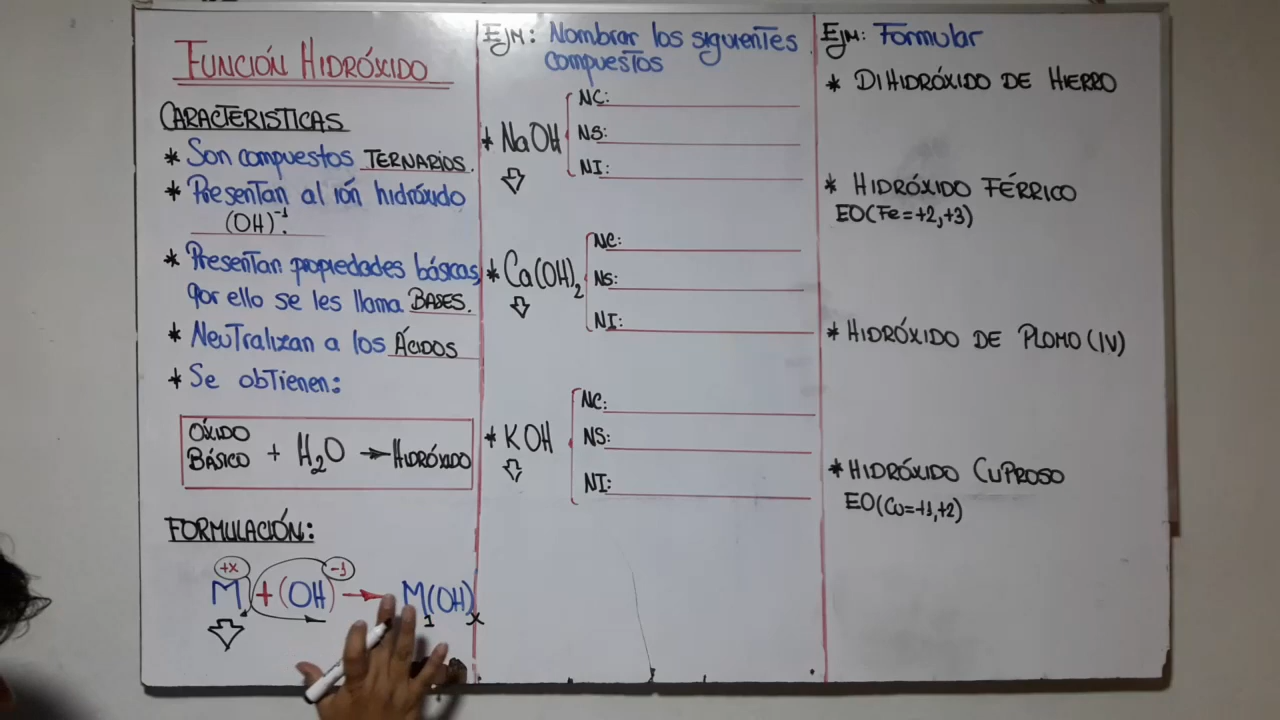 FUNCIÓN HIDRÓXIDO
CARACTERISTICAS
* Son compuestos TERNARIOS.
* Presentan al ión hidróxido
(OH)⁻¹.
* Presentan propiedades básicas,
por ello se les llama BASES.
* Neutralizan a los ÁCIDOS
* Se obtienen:
ÓXIDO
BÁSICO + H₂O → HIDRÓXIDO
FORMULACIÓN:
+x -1
M + (OH) → M₁(OH)ₓ
EJM: Nombrar los siguientes
compuestos
NC:
* NaOH NS:
NI:
NC:
* Ca(OH)₂ NS:
NI:
NC:
* KOH NS:
NI:
EJM: Formular
* DIHIDRÓXIDO DE HIERRO
* HIDRÓXIDO FÉRRICO
EO(Fe=+2,+3)
* HIDRÓXIDO DE PLOMO (IV)
* HIDRÓXIDO CUPROSO
EO(Cu=+1,+2)